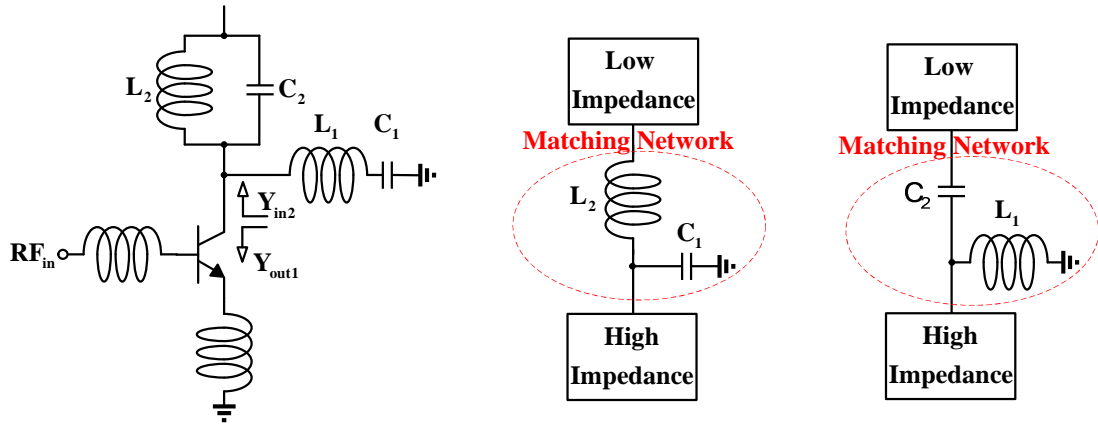 L2
C2
L1
C1
Yin2
Yout1
RFin
Low
Impedance
Matching Network
L2
C1
High
Impedance
Low
Impedance
Matching Network
C2
L1
High
Impedance